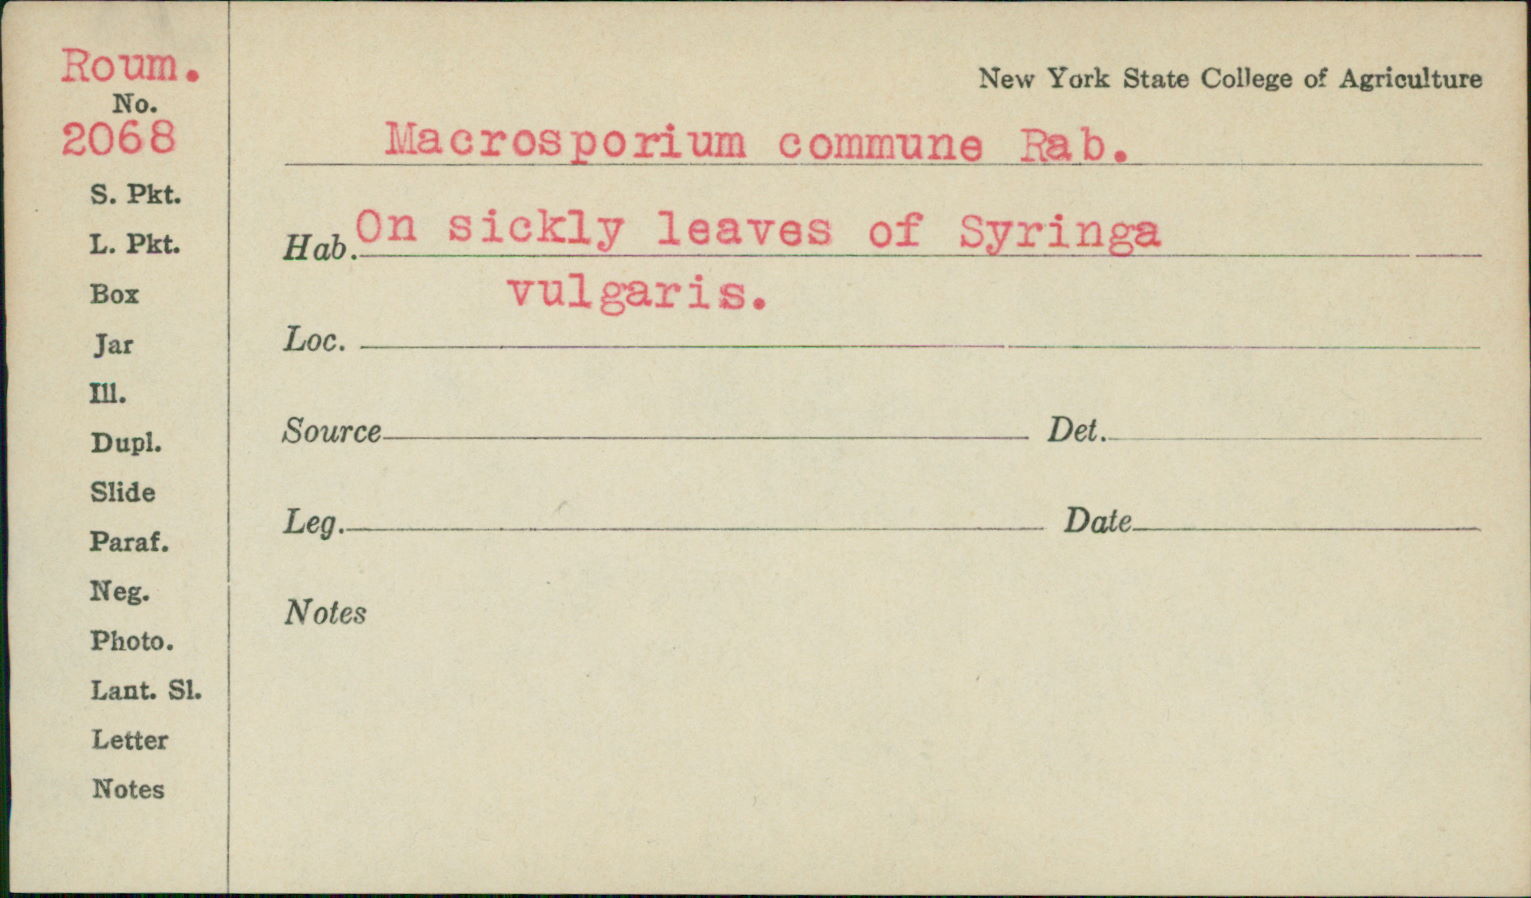 Roum.
No.
2068
S. Pkt.
L. Pkt.
Box
Jar
Ill.
Dupl.
Slide
Paraf.
Neg.
Photo.
Lant. Sl.
Letter
Notes
New York State College of Agriculture
Macrosporium commune Rab.
Hab. On sickly leaves of Syringa
vulgaris.
Loc.
Source Det.
Leg. Date
Notes